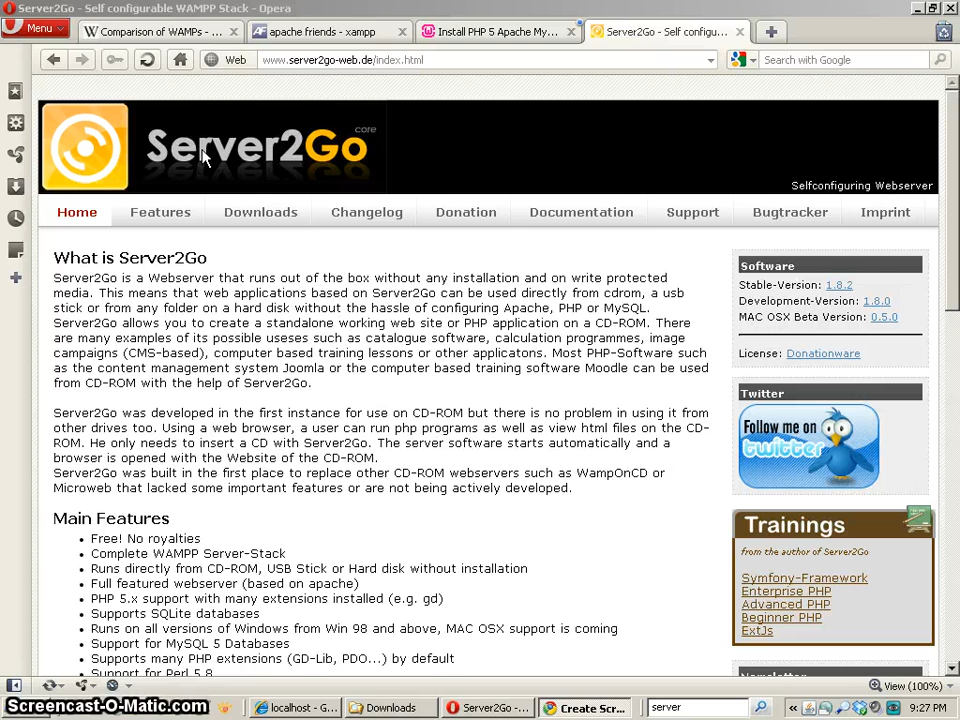 Server2Go - Self configurable WAMPP Stack - Opera
Menu
Comparison of WAMPs - ...
apache friends - xampp
Install PHP 5 Apache My...
Server2Go - Self configu...
Web
www.server2go-web.de/index.html
Search with Google
Server2Go
core
Selfconfiguring Webserver
Home
Features
Downloads
Changelog
Donation
Documentation
Support
Bugtracker
Imprint
What is Server2Go
Server2Go is a Webserver that runs out of the box without any installation and on write protected
media. This means that web applications based on Server2Go can be used directly from cdrom, a usb
stick or from any folder on a hard disk without the hassle of configuring Apache, PHP or MySQL.
Server2Go allows you to create a standalone working web site or PHP application on a CD-ROM. There
are many examples of its possible useses such as catalogue software, calculation programmes, image
campaigns (CMS-based), computer based training lessons or other applicatons. Most PHP-Software such
as the content management system Joomla or the computer based training software Moodle can be used
from CD-ROM with the help of Server2Go.
Server2Go was developed in the first instance for use on CD-ROM but there is no problem in using it from
other drives too. Using a web browser, a user can run php programs as well as view html files on the CD-
ROM. He only needs to insert a CD with Server2Go. The server software starts automatically and a
browser is opened with the Website of the CD-ROM.
Server2Go was built in the first place to replace other CD-ROM webservers such as WampOnCD or
Microweb that lacked some important features or are not being actively developed.
Main Features
Free! No royalties
Complete WAMPP Server-Stack
Runs directly from CD-ROM, USB Stick or Hard disk without installation
Full featured webserver (based on apache)
PHP 5.x support with many extensions installed (e.g. gd)
Supports SQLite databases
Runs on all versions of Windows from Win 98 and above, MAC OSX support is coming
Support for MySQL 5 Databases
Supports many PHP extensions (GD-Lib, PDO...) by default
Support for Perl 5.8
Software
Stable-Version: 1.8.2
Development-Version: 1.8.0
MAC OSX Beta Version: 0.5.0
License: Donationware
Twitter
Follow me on
twitter
Trainings
from the author of Server2Go
Symfony-Framework
Enterprise PHP
Advanced PHP
Beginner PHP
ExtJs
Newsletter
View (100%)
Screencast-O-Matic.com
localhost - G...
Downloads
Server2Go -...
Create Scr...
server
9:27 PM